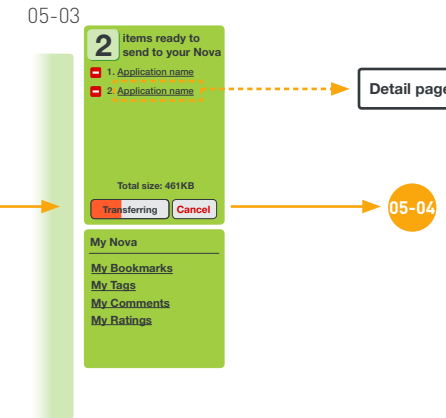 05-03
2 items ready to
send to your Nova
1. Application name
2. Application name
Detail page
Total size: 461KB
Transferring Cancel
05-04
My Nova
My Bookmarks
My Tags
My Comments
My Ratings